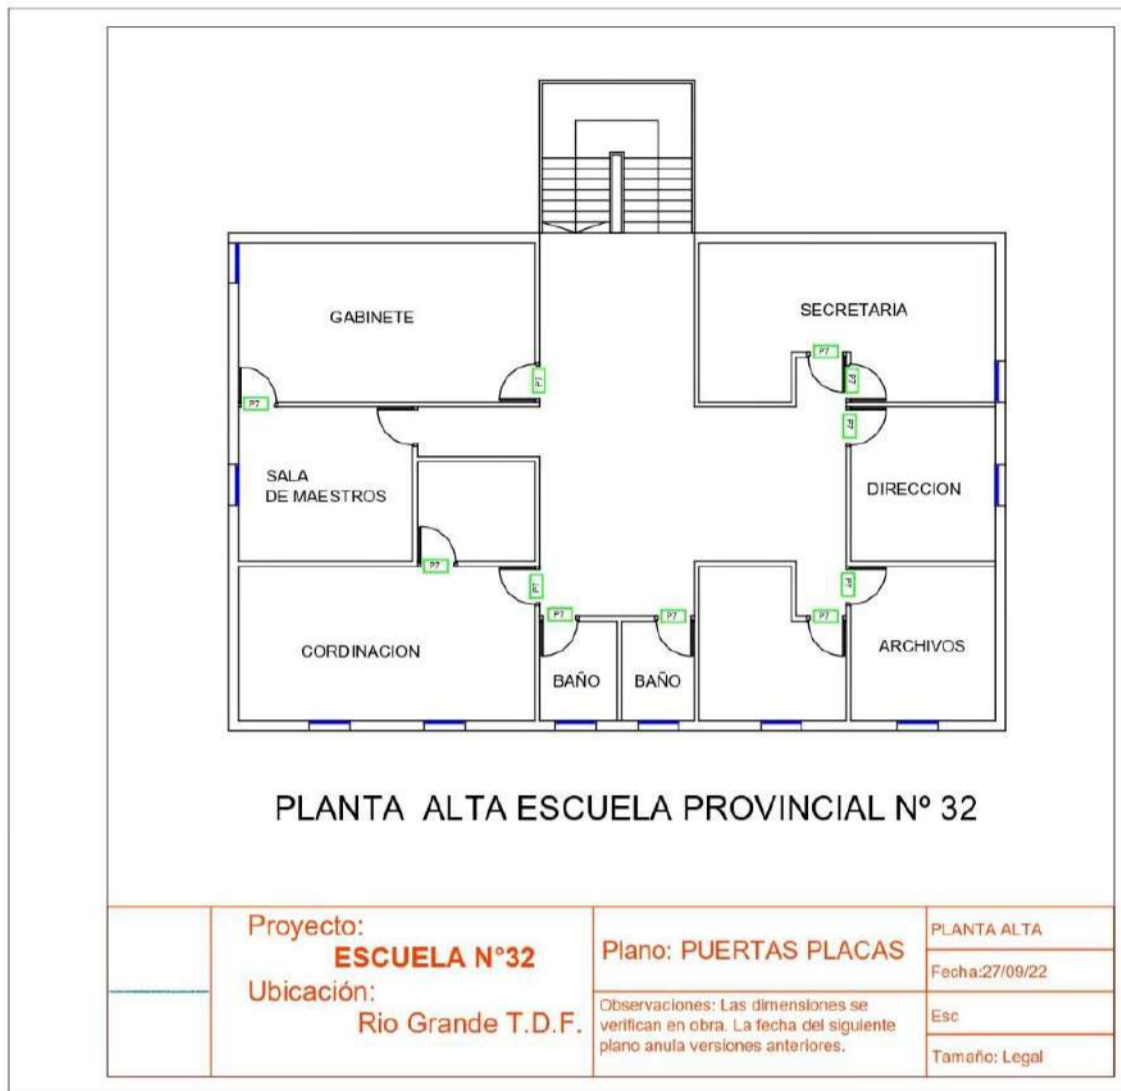 GABINETE
SECRETARIA
P7
P7
P7
P7
P7
SALA
DE MAESTROS
DIRECCION
P7
P7
P7
P7
P7
P7
CORDINACION
ARCHIVOS
BAÑO
BAÑO
PLANTA ALTA ESCUELA PROVINCIAL Nº 32
Proyecto:
ESCUELA N°32
Ubicación:
Rio Grande T.D.F.
Plano: PUERTAS PLACAS
Observaciones: Las dimensiones se
verifican en obra. La fecha del siguiente
plano anula versiones anteriores.
PLANTA ALTA
Fecha:27/09/22
Esc
Tamaño: Legal